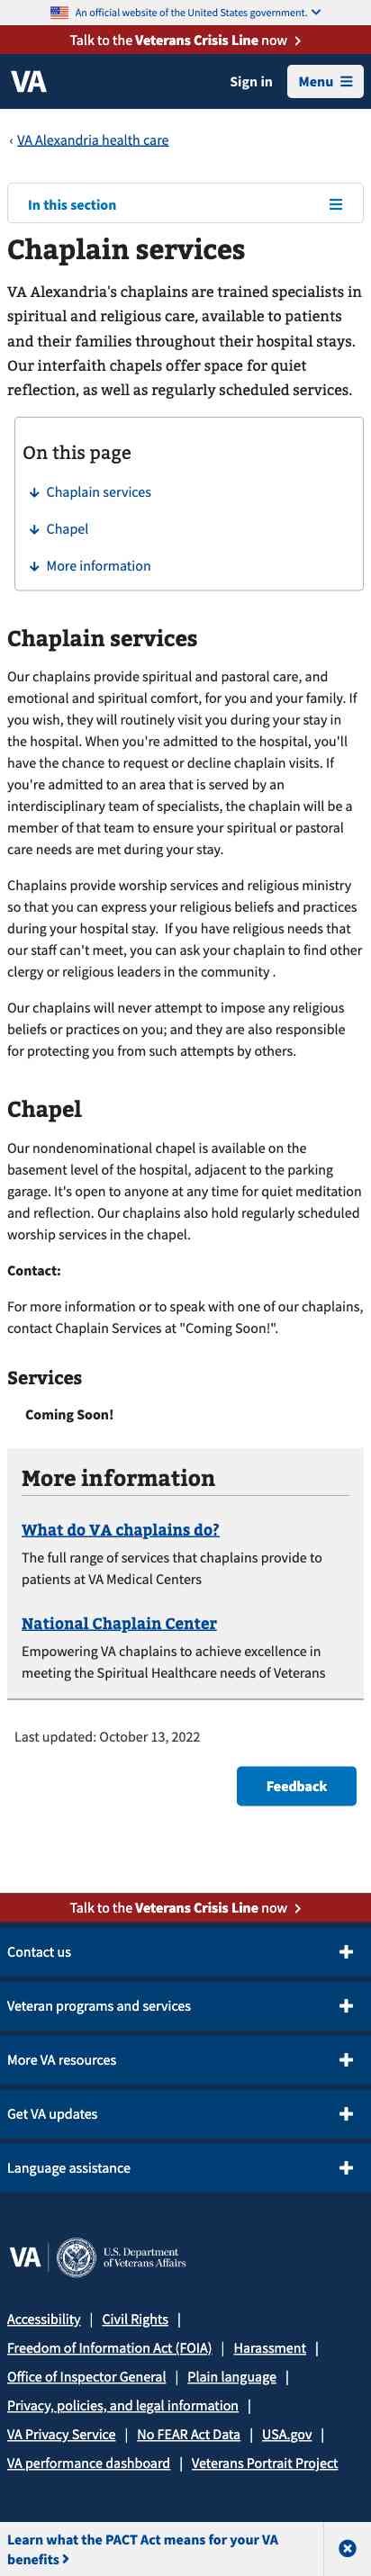 An official website of the United States government.
Talk to the Veterans Crisis Line now
VA
Sign in
Menu
‹ VA Alexandria health care
In this section
Chaplain services
VA Alexandria's chaplains are trained specialists in
spiritual and religious care, available to patients
and their families throughout their hospital stays.
Our interfaith chapels offer space for quiet
reflection, as well as regularly scheduled services.
On this page
Chaplain services
Chapel
More information
Chaplain services
Our chaplains provide spiritual and pastoral care, and
emotional and spiritual comfort, for you and your family. If
you wish, they will routinely visit you during your stay in
the hospital. When you're admitted to the hospital, you'll
have the chance to request or decline chaplain visits. If
you're admitted to an area that is served by an
interdisciplinary team of specialists, the chaplain will be a
member of that team to ensure your spiritual or pastoral
care needs are met during your stay.
Chaplains provide worship services and religious ministry
so that you can express your religious beliefs and practices
during your hospital stay.  If you have religious needs that
our staff can't meet, you can ask your chaplain to find other
clergy or religious leaders in the community .
Our chaplains will never attempt to impose any religious
beliefs or practices on you; and they are also responsible
for protecting you from such attempts by others.
Chapel
Our nondenominational chapel is available on the
basement level of the hospital, adjacent to the parking
garage. It's open to anyone at any time for quiet meditation
and reflection. Our chaplains also hold regularly scheduled
worship services in the chapel.
Contact:
For more information or to speak with one of our chaplains,
contact Chaplain Services at "Coming Soon!".
Services
Coming Soon!
More information
What do VA chaplains do?
The full range of services that chaplains provide to
patients at VA Medical Centers
National Chaplain Center
Empowering VA chaplains to achieve excellence in
meeting the Spiritual Healthcare needs of Veterans
Last updated: October 13, 2022
Feedback
Talk to the Veterans Crisis Line now
Contact us
Veteran programs and services
More VA resources
Get VA updates
Language assistance
VA
U.S. Department
of Veterans Affairs
Accessibility | Civil Rights |
Freedom of Information Act (FOIA) | Harassment |
Office of Inspector General | Plain language |
Privacy, policies, and legal information |
VA Privacy Service | No FEAR Act Data | USA.gov |
VA performance dashboard | Veterans Portrait Project
Learn what the PACT Act means for your VA
benefits